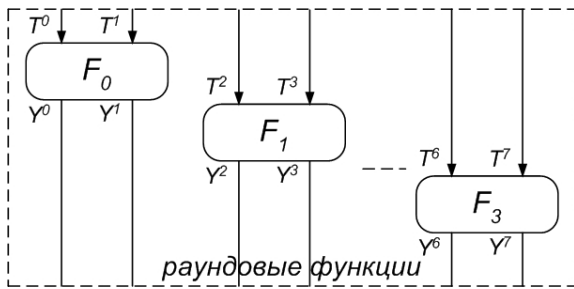 T⁰ T¹
F₀
Y⁰ Y¹
T² T³
F₁
Y² Y³
T⁶ T⁷
F₃
Y⁶ Y⁷
раундовые функции